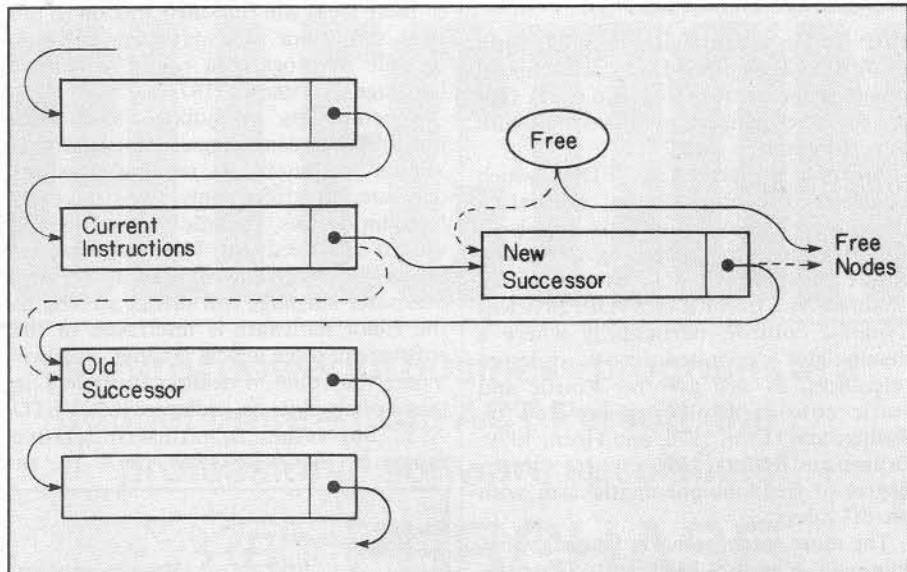 Free
Current
Instructions
New
Successor
Free
Nodes
Old
Successor